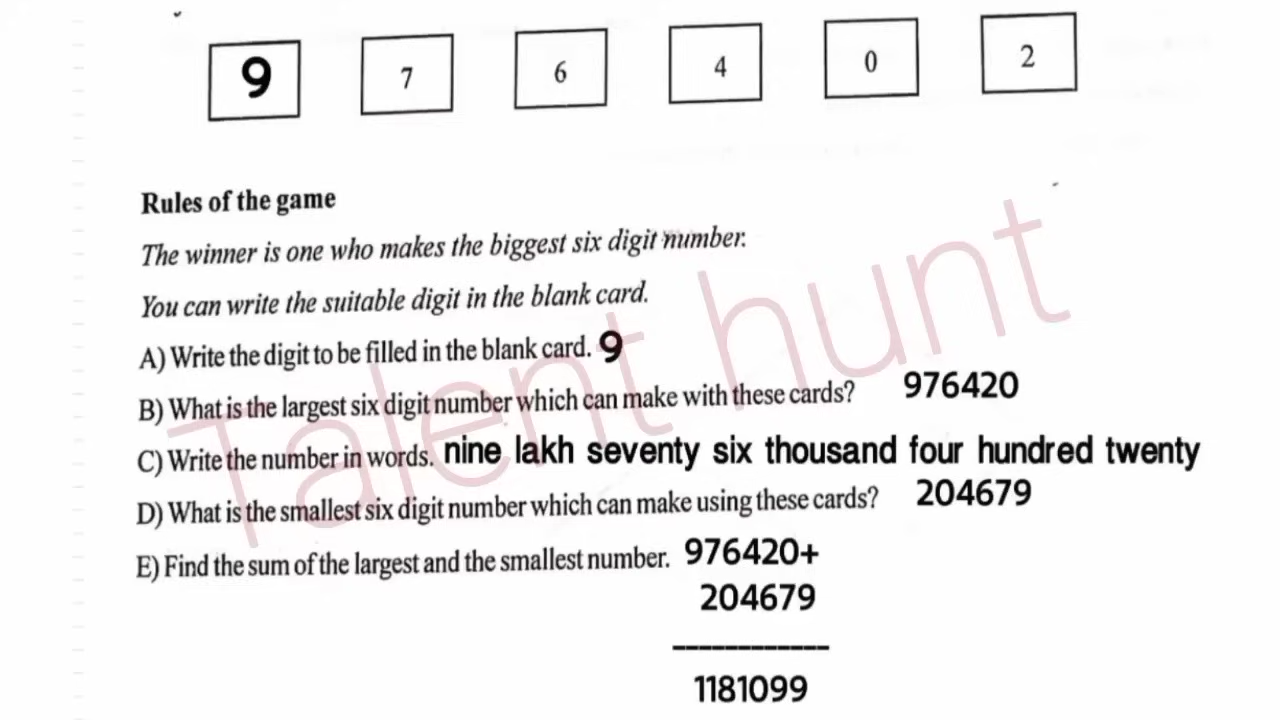 9 7 6 4 0 2
Rules of the game
The winner is one who makes the biggest six digit number.
You can write the suitable digit in the blank card.
A) Write the digit to be filled in the blank card. 9
B) What is the largest six digit number which can make with these cards? 976420
C) Write the number in words. nine lakh seventy six thousand four hundred twenty
D) What is the smallest six digit number which can make using these cards? 204679
E) Find the sum of the largest and the smallest number. 976420+
204679
------------
1181099
Talent hunt